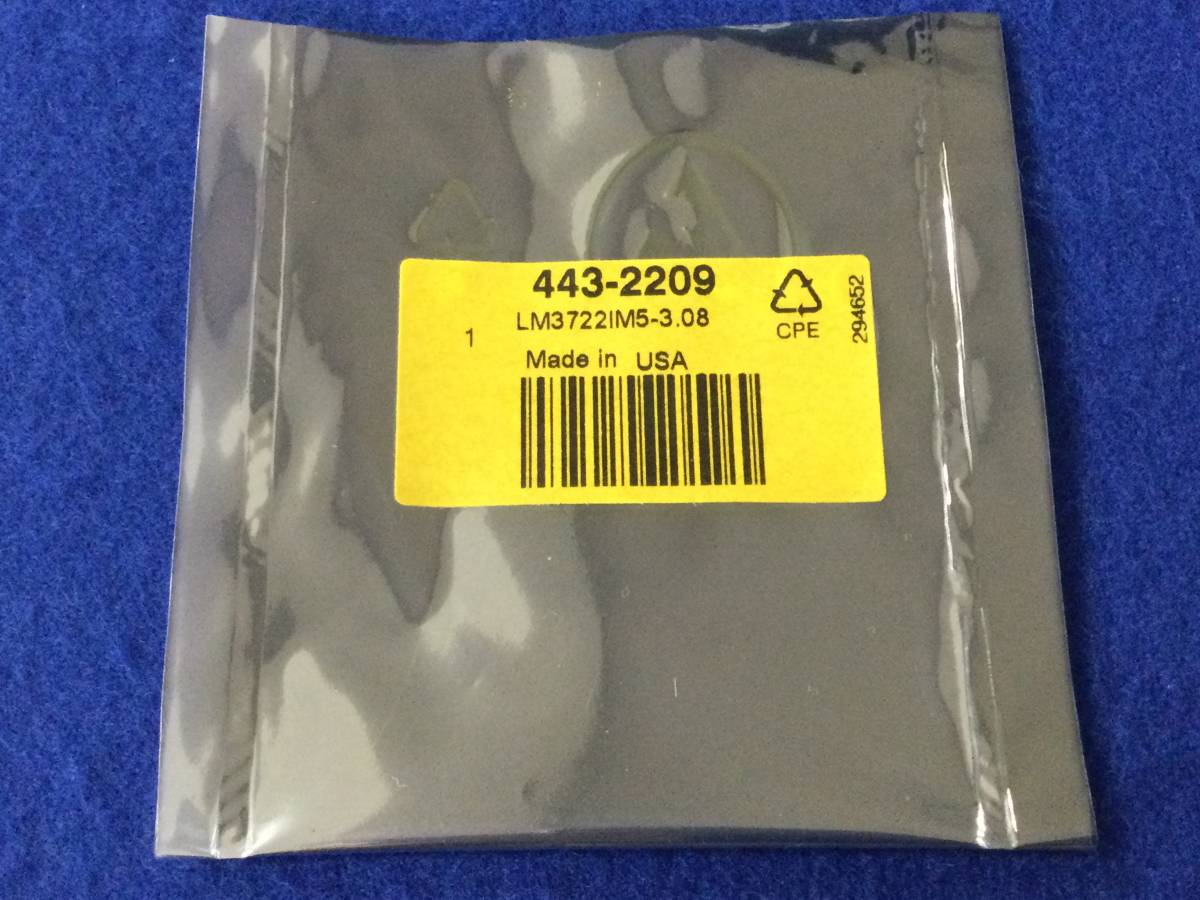 443-2209
LM3722IM5-3.08
1
Made in USA
CPE
294652